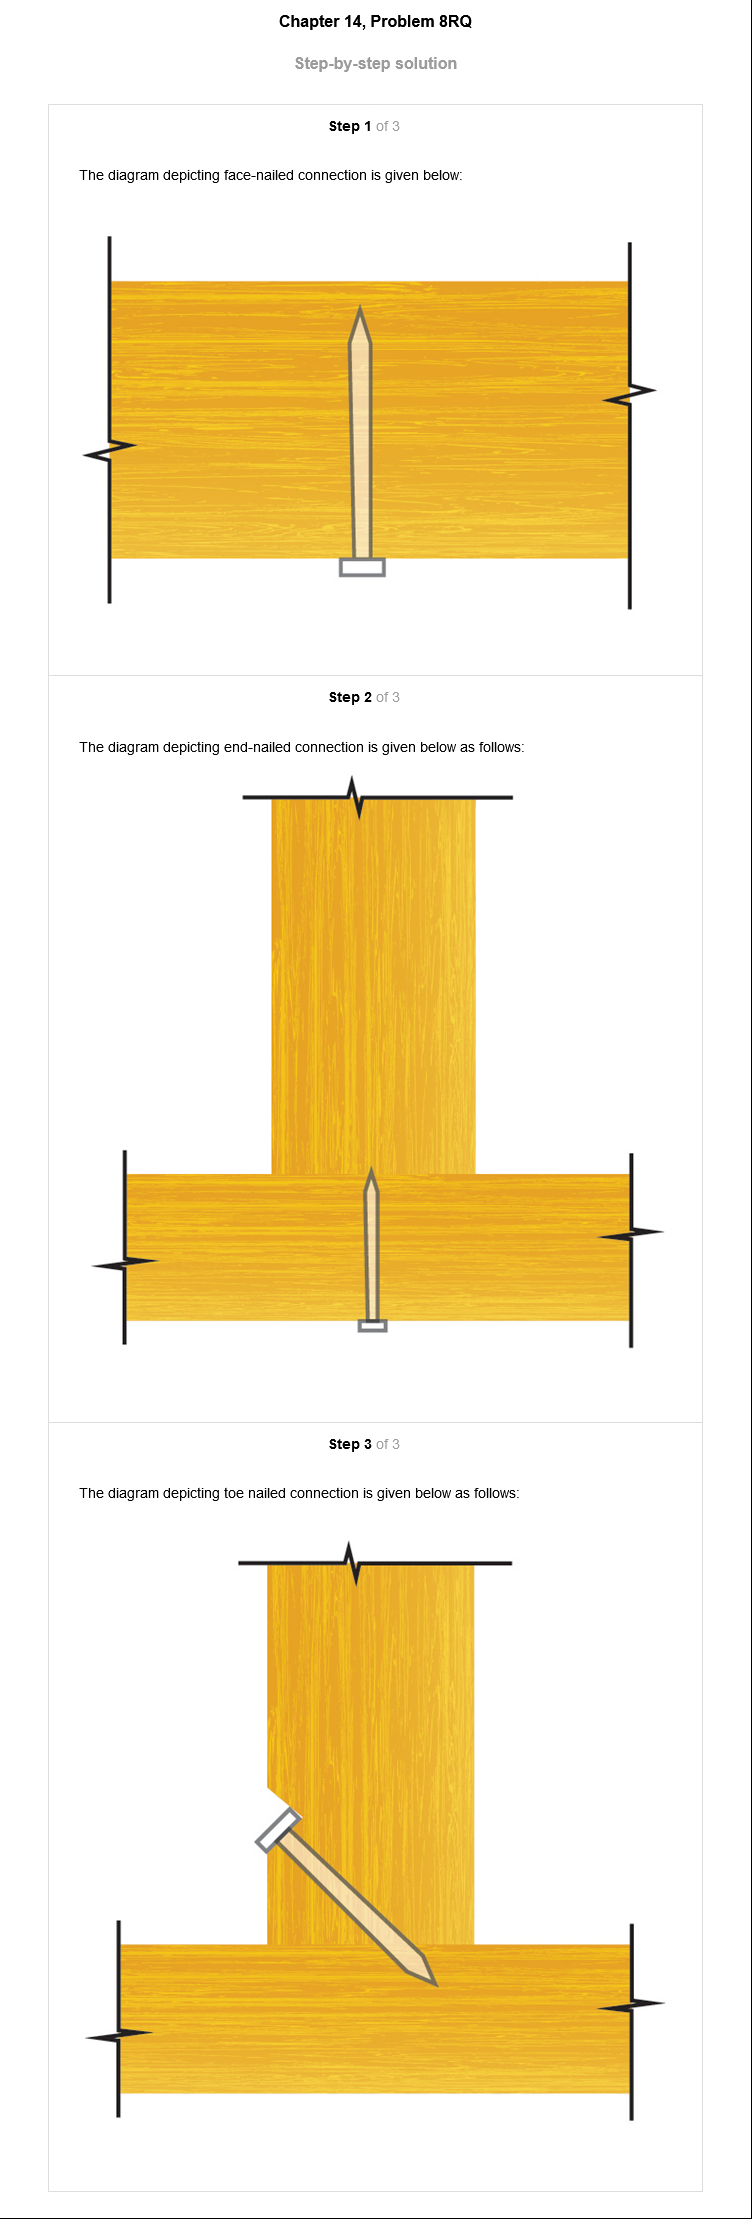 Chapter 14, Problem 8RQ
Step-by-step solution
Step 1 of 3
The diagram depicting face-nailed connection is given below:
Step 2 of 3
The diagram depicting end-nailed connection is given below as follows:
Step 3 of 3
The diagram depicting toe nailed connection is given below as follows: